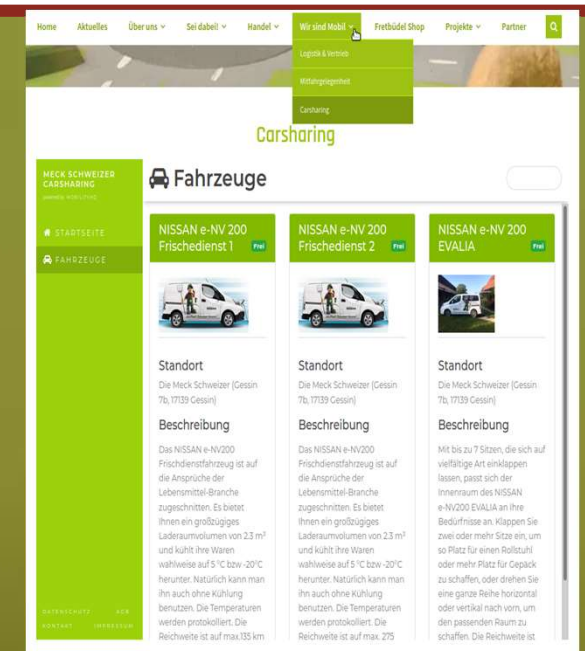 Home Aktuelles Über uns Sei dabei! Handel Wir sind Mobil Fretbüdel Shop Projekte Partner
Logistik & Vertrieb
Mitfahrgelegenheit
Carsharing
Carsharing
MECK SCHWEIZER
CARSHARING
STARTSEITE
FAHRZEUGE
DATENSCHUTZ AGB
KONTAKT IMPRESSUM
Fahrzeuge
NISSAN e-NV 200
Frischedienst 1 Frei
Standort
Die Meck Schweizer (Gessin
7b, 17139 Gessin)
Beschreibung
Das NISSAN e-NV200
Frischdienstfahrzeug ist auf
die Ansprüche der
Lebensmittel-Branche
zugeschnitten. Es bietet
Ihnen ein großzügiges
Laderaumvolumen von 2.3 m³
und kühlt ihre Waren
wahlweise auf 5 °C bzw -20°C
herunter. Natürlich kann man
ihn auch ohne Kühlung
benutzen. Die Temperaturen
werden protokolliert. Die
Reichweite ist auf max.135 km
NISSAN e-NV 200
Frischedienst 2 Frei
Standort
Die Meck Schweizer (Gessin
7b, 17139 Gessin)
Beschreibung
Das NISSAN e-NV200
Frischdienstfahrzeug ist auf
die Ansprüche der
Lebensmittel-Branche
zugeschnitten. Es bietet
Ihnen ein großzügiges
Laderaumvolumen von 2.3 m³
und kühlt ihre Waren
wahlweise auf 5 °C bzw -20°C
herunter. Natürlich kann man
ihn auch ohne Kühlung
benutzen. Die Temperaturen
werden protokolliert. Die
Reichweite ist auf max. 275
NISSAN e-NV 200
EVALIA Frei
Standort
Die Meck Schweizer (Gessin
7b, 17139 Gessin)
Beschreibung
Mit bis zu 7 Sitzen, die sich auf
vielfältige Art einklappen
lassen, passt sich der
Innenraum des NISSAN
e-NV200 EVALIA an ihre
Bedürfnisse an. Klappen Sie
zwei oder mehr Sitze ein, um
so Platz für einen Rollstuhl
oder mehr Platz für Gepäck
zu schaffen, oder drehen Sie
eine ganze Reihe horizontal
oder vertikal nach vorn, um
den passenden Raum zu
schaffen. Die Reichweite ist